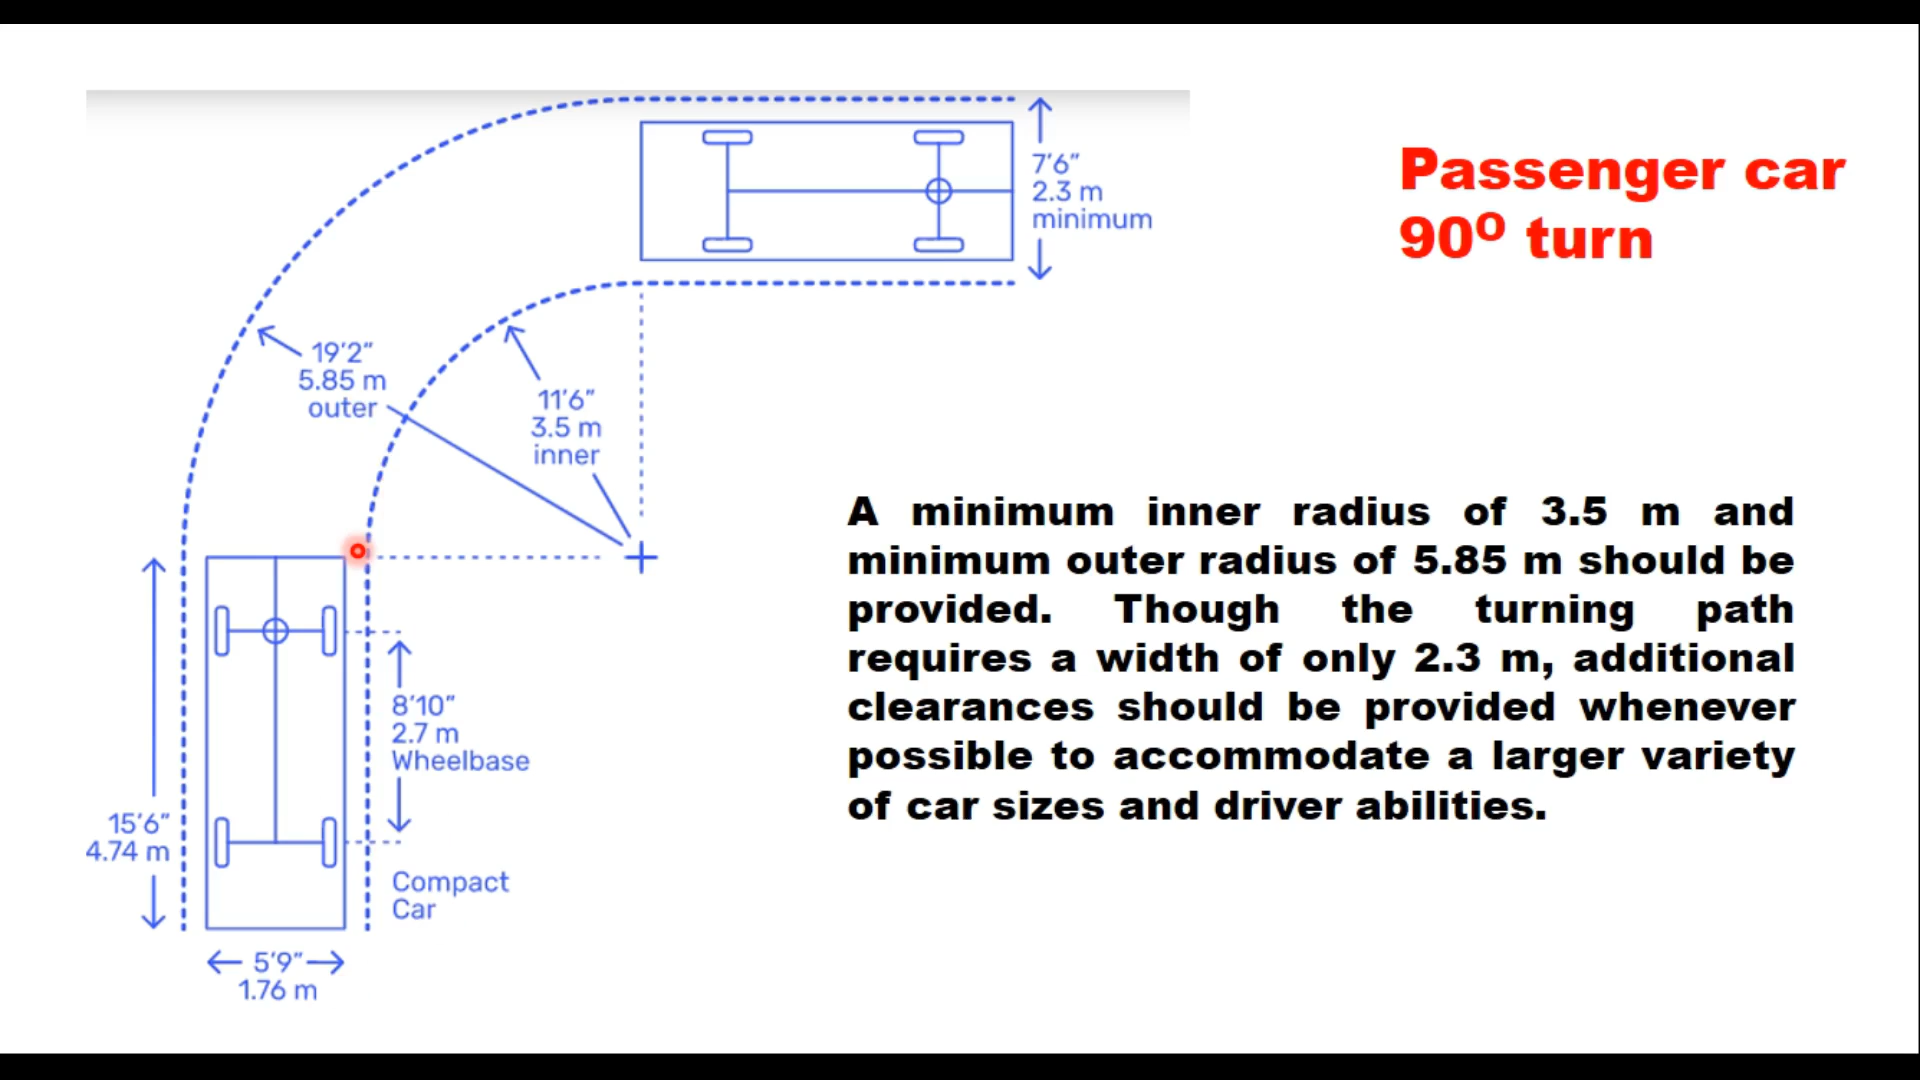 Passenger car
90º turn
7'6"
2.3 m
minimum
19'2"
5.85 m
outer
11'6"
3.5 m
inner
8'10"
2.7 m
Wheelbase
15'6"
4.74 m
Compact
Car
5'9"
1.76 m
A minimum inner radius of 3.5 m and
minimum outer radius of 5.85 m should be
provided. Though the turning path
requires a width of only 2.3 m, additional
clearances should be provided whenever
possible to accommodate a larger variety
of car sizes and driver abilities.